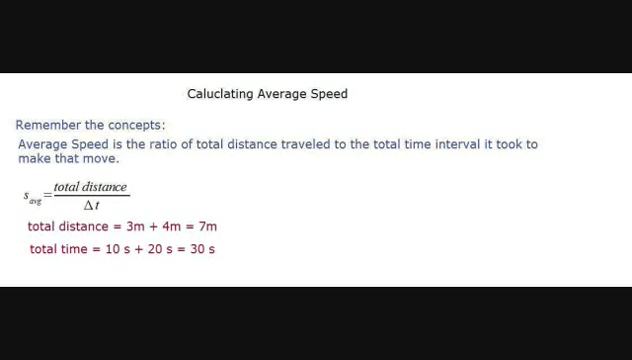 Caluclating Average Speed
Remember the concepts:
Average Speed is the ratio of total distance traveled to the total time interval it took to
make that move.
s avg = total distance / Δt
total distance = 3m + 4m = 7m
total time = 10 s + 20 s = 30 s